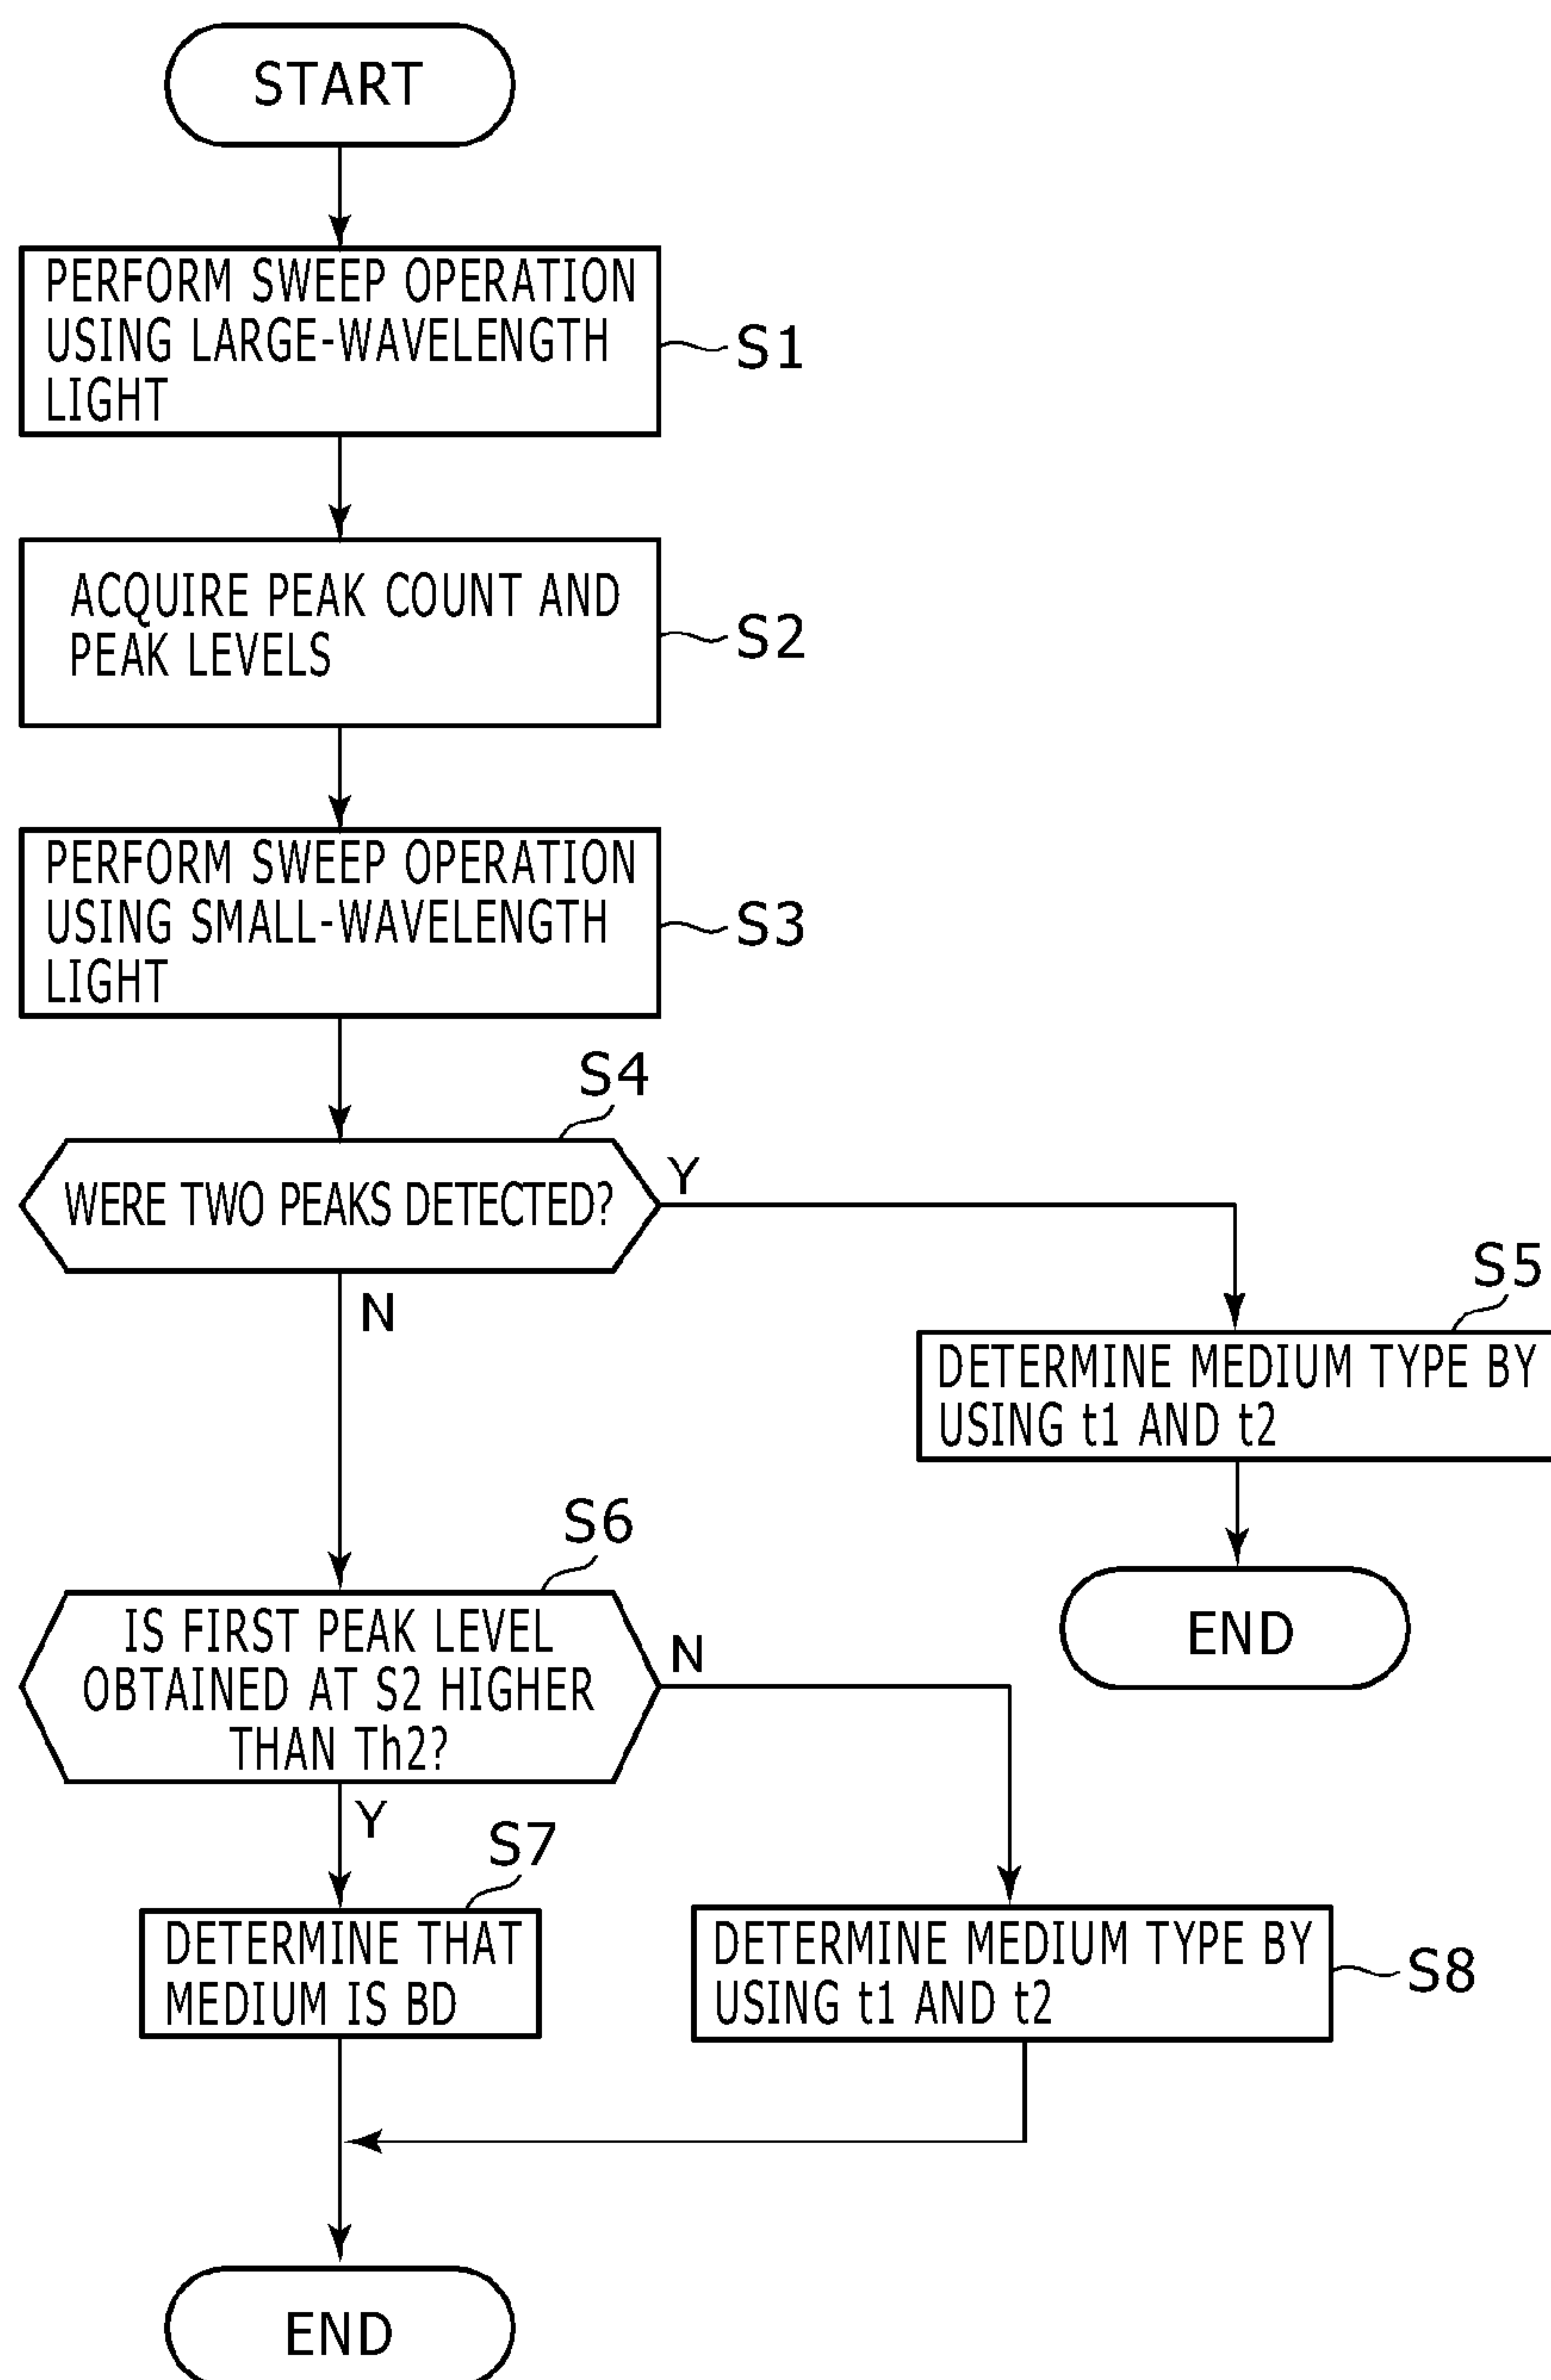 START
PERFORM SWEEP OPERATION
USING LARGE-WAVELENGTH
LIGHT
S1
ACQUIRE PEAK COUNT AND
PEAK LEVELS
S2
PERFORM SWEEP OPERATION
USING SMALL-WAVELENGTH
LIGHT
S3
S4
WERE TWO PEAKS DETECTED?
Y
N
S5
DETERMINE MEDIUM TYPE BY
USING t1 AND t2
END
S6
IS FIRST PEAK LEVEL
OBTAINED AT S2 HIGHER
THAN Th2?
N
Y
S7
DETERMINE THAT
MEDIUM IS BD
DETERMINE MEDIUM TYPE BY
USING t1 AND t2
S8
END